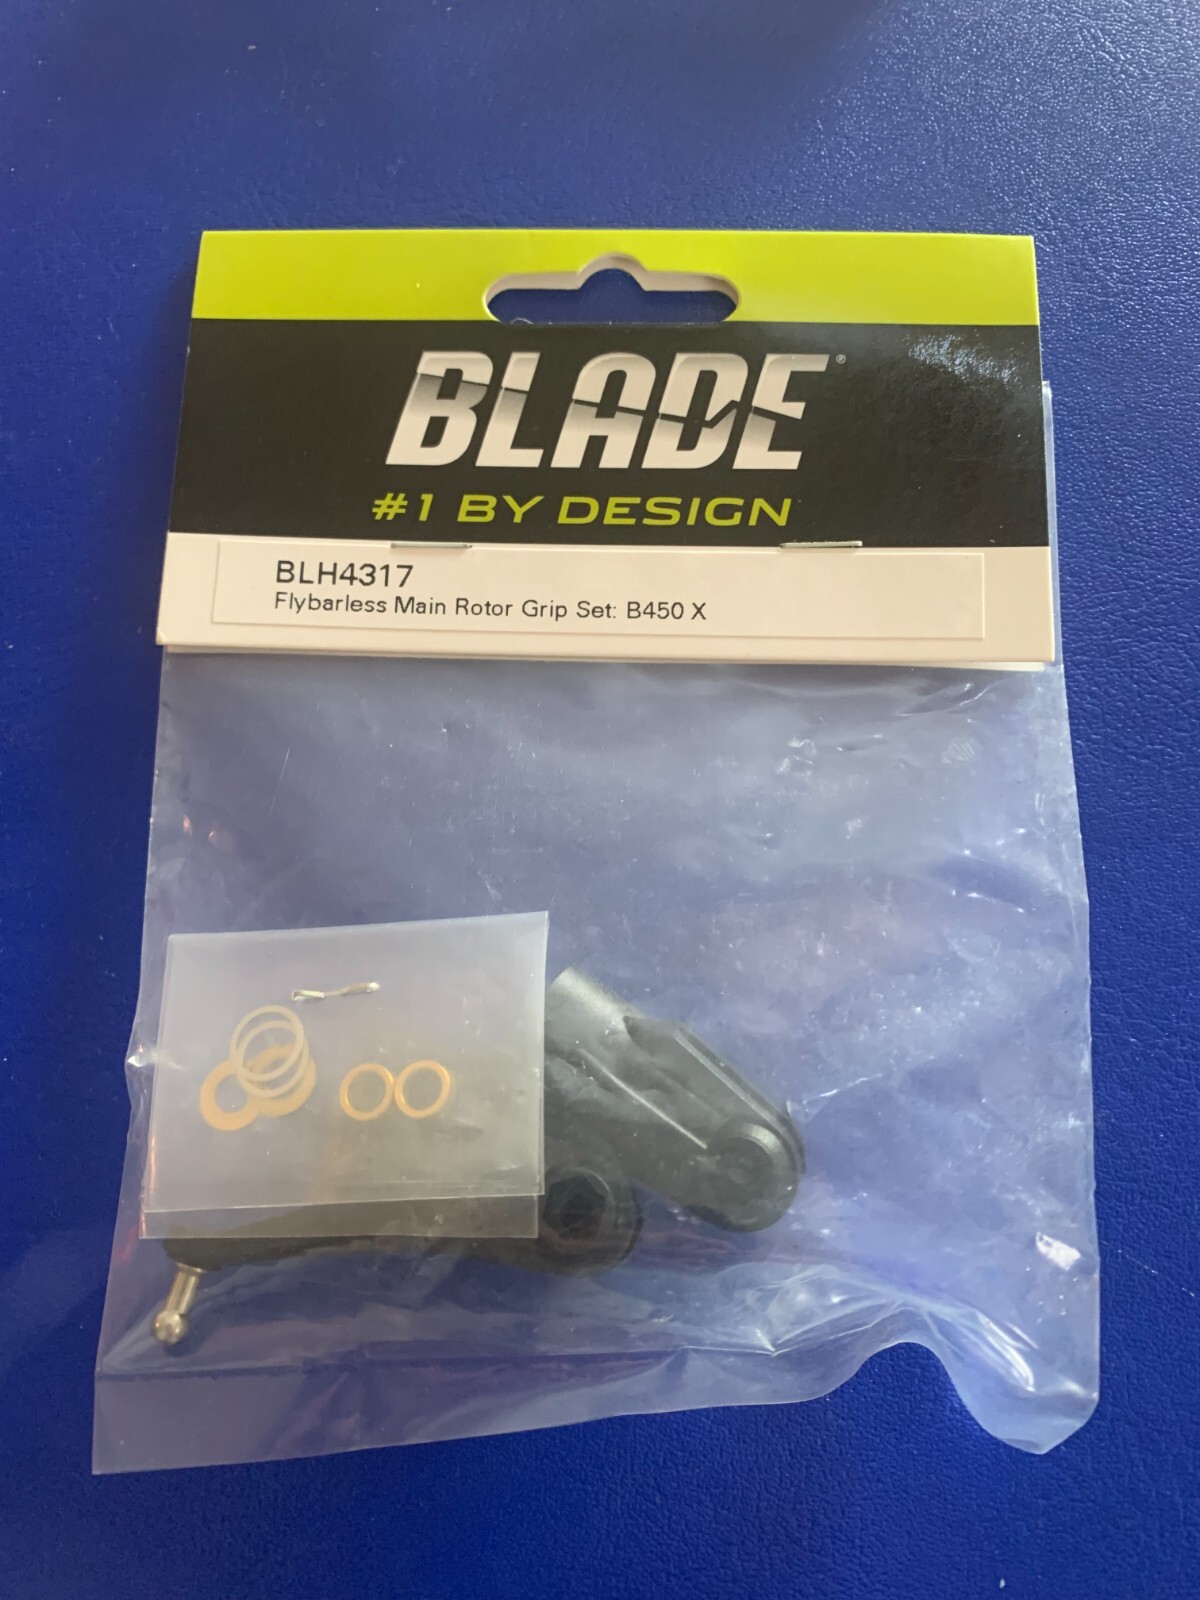 BLADE®
#1 BY DESIGN
BLH4317
Flybarless Main Rotor Grip Set: B450 X